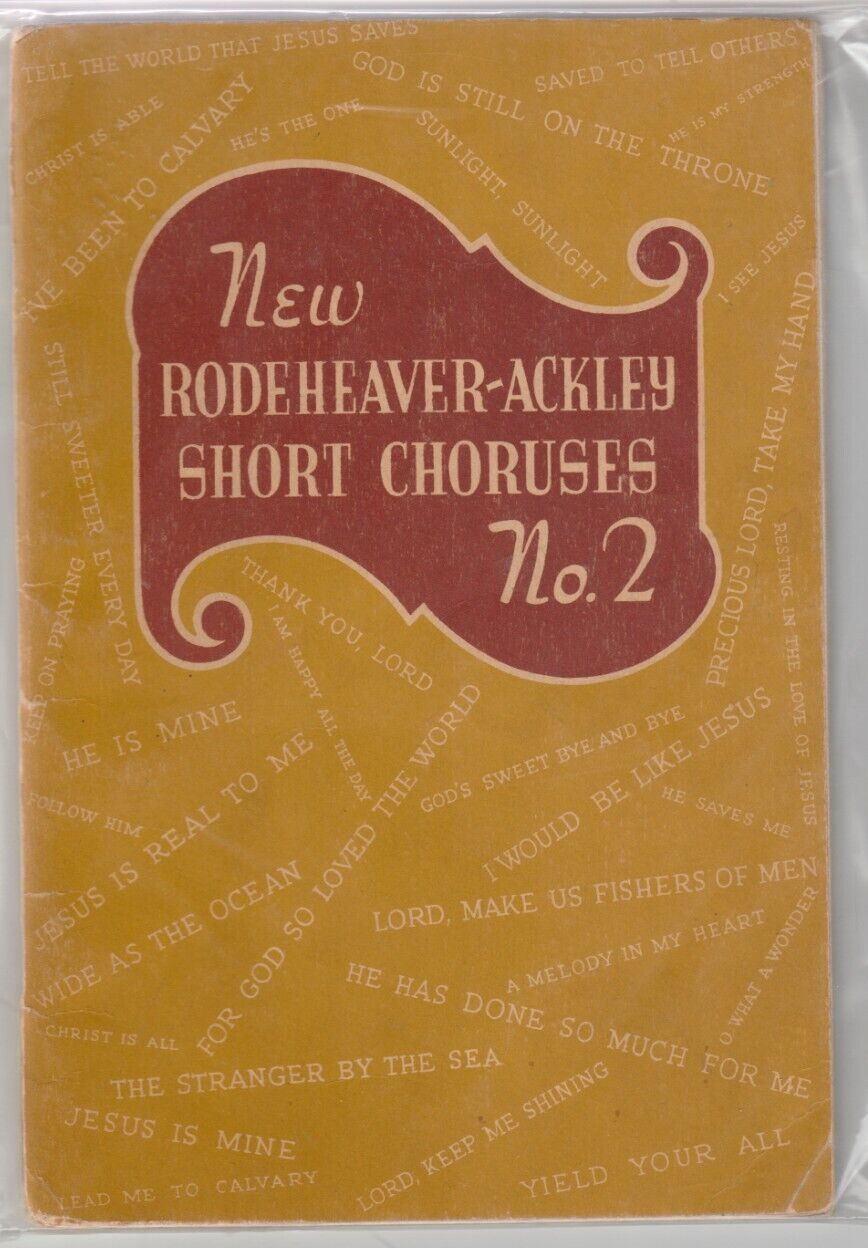 TELL THE WORLD THAT JESUS SAVES
GOD IS STILL ON THE THRONE
SAVED TO TELL OTHERS
HE IS MY STRENGTH
CHRIST IS ABLE
I'VE BEEN TO CALVARY
HE'S THE ONE
SUNLIGHT, SUNLIGHT
I SEE JESUS
New
RODEHEAVER-ACKLEY
SHORT CHORUSES
No. 2
STILL SWEETER EVERY DAY
PRECIOUS LORD, TAKE MY HAND
RESTING IN THE LOVE OF JESUS
KEEP ON PRAYING
THANK YOU, LORD
I AM HAPPY ALL THE DAY
HE IS MINE
GOD'S SWEET BYE AND BYE
I WOULD BE LIKE JESUS
HE SAVES ME
FOLLOW HIM
JESUS IS REAL TO ME
FOR GOD SO LOVED THE WORLD
WIDE AS THE OCEAN
LORD, MAKE US FISHERS OF MEN
A MELODY IN MY HEART
O WHAT A WONDER
HE HAS DONE SO MUCH FOR ME
CHRIST IS ALL
THE STRANGER BY THE SEA
JESUS IS MINE
LORD, KEEP ME SHINING
YIELD YOUR ALL
LEAD ME TO CALVARY